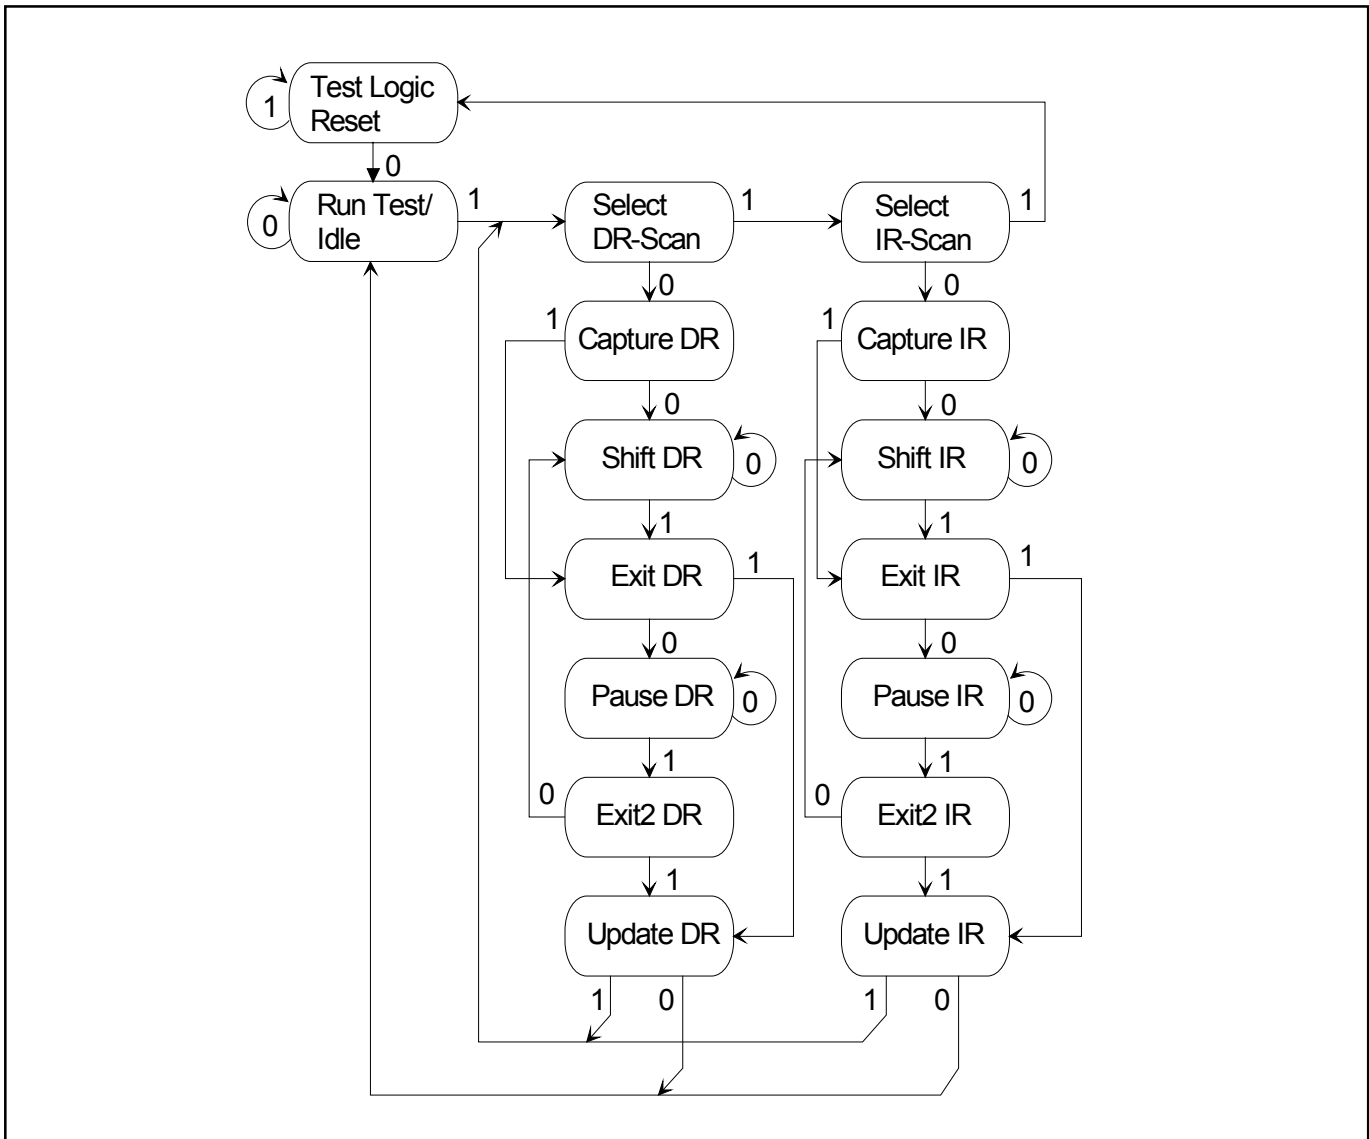 Test Logic
Reset
1
0
Run Test/
Idle
0
1
Select
DR-Scan
1
Select
IR-Scan
1
0
0
1
Capture DR
1
Capture IR
0
0
Shift DR
0
Shift IR
0
1
1
Exit DR
1
Exit IR
1
0
0
Pause DR
0
Pause IR
0
1
1
0
Exit2 DR
0
Exit2 IR
1
1
Update DR
Update IR
1
0
1
0